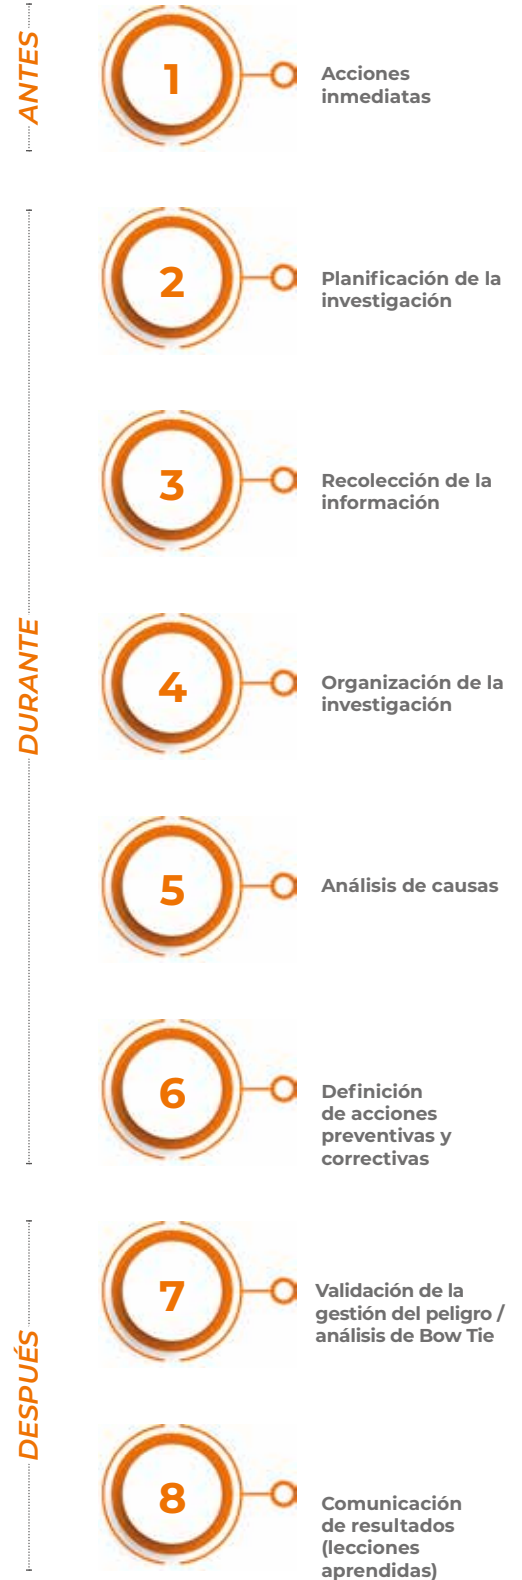 ANTES
1
Acciones
inmediatas
DURANTE
2
Planificación de la
investigación
3
Recolección de la
información
4
Organización de la
investigación
5
Análisis de causas
6
Definición
de acciones
preventivas y
correctivas
DESPUÉS
7
Validación de la
gestión del peligro /
análisis de Bow Tie
8
Comunicación
de resultados
(lecciones
aprendidas)